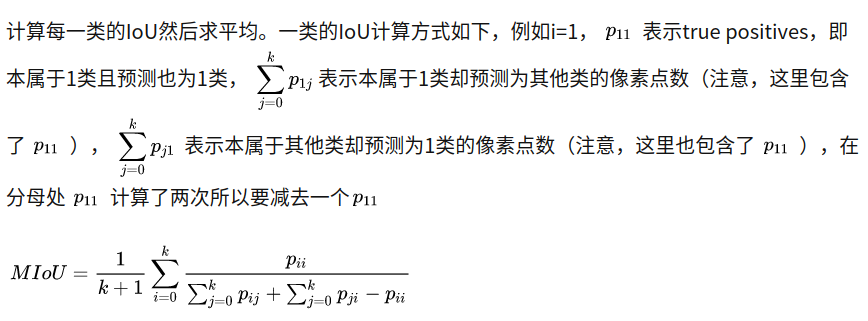 计算每一类的IoU然后求平均。一类的IoU计算方式如下，例如i=1， $p_{11}$ 表示true positives，即
本属于1类且预测也为1类， $\sum_{j=0}^{k} p_{1j}$ 表示本属于1类却预测为其他类的像素点数（注意，这里包含
了 $p_{11}$ ）， $\sum_{j=0}^{k} p_{j1}$ 表示本属于其他类却预测为1类的像素点数（注意，这里也包含了 $p_{11}$ ），在
分母处 $p_{11}$ 计算了两次所以要减去一个 $p_{11}$
$MIoU = \frac{1}{k+1} \sum_{i=0}^{k} \frac{p_{ii}}{\sum_{j=0}^{k} p_{ij} + \sum_{j=0}^{k} p_{ji} - p_{ii}}$